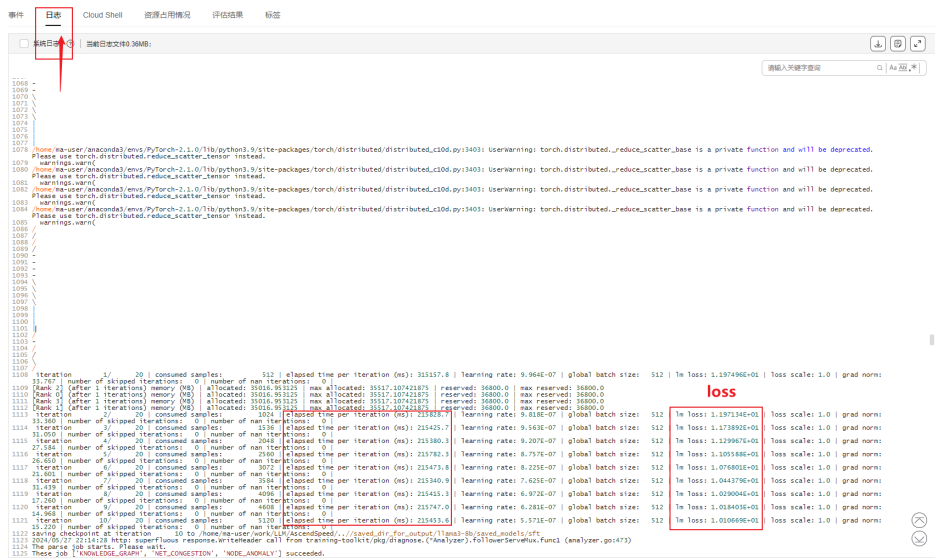 事件 日志 Cloud Shell 资源占用情况 评估结果 标签
系统日志 当前日志文件0.36MB;
请输入关键字查询
1068 -
1069 -
1070 \
1071 \
1072 \
1073 \
1074 |
1075 |
1076 |
1077 |
1078 /home/ma-user/anaconda3/envs/PyTorch-2.1.0/lib/python3.9/site-packages/torch/distributed/distributed_c10d.py:3403: UserWarning: torch.distributed._reduce_scatter_base is a private function and will be deprecated.
Please use torch.distributed.reduce_scatter_tensor instead.
1079 warnings.warn(
1080 /home/ma-user/anaconda3/envs/PyTorch-2.1.0/lib/python3.9/site-packages/torch/distributed/distributed_c10d.py:3403: UserWarning: torch.distributed._reduce_scatter_base is a private function and will be deprecated.
Please use torch.distributed.reduce_scatter_tensor instead.
1081 warnings.warn(
1082 /home/ma-user/anaconda3/envs/PyTorch-2.1.0/lib/python3.9/site-packages/torch/distributed/distributed_c10d.py:3403: UserWarning: torch.distributed._reduce_scatter_base is a private function and will be deprecated.
Please use torch.distributed.reduce_scatter_tensor instead.
1083 warnings.warn(
1084 /home/ma-user/anaconda3/envs/PyTorch-2.1.0/lib/python3.9/site-packages/torch/distributed/distributed_c10d.py:3403: UserWarning: torch.distributed._reduce_scatter_base is a private function and will be deprecated.
Please use torch.distributed.reduce_scatter_tensor instead.
1085 warnings.warn(
1086 /
1087 /
1088 /
1089 /
1090 -
1091 -
1092 -
1093 -
1094 \
1095 \
1096 \
1097 \
1098 |
1099 |
1100 |
1101 |
1102 /
1103 -
1104 /
1105 /
1106 \
1107 /
1108 iteration 1/ 20 | consumed samples: 512 | elapsed time per iteration (ms): 315157.8 | learning rate: 9.964E-07 | global batch size: 512 | lm loss: 1.197496E+01 | loss scale: 1.0 | grad norm:
33.767 | number of skipped iterations: 0 | number of nan iterations: 0 |
1109 [Rank 2] (after 1 iterations) memory (MB) | allocated: 35016.953125 | max allocated: 35517.107421875 | reserved: 36800.0 | max reserved: 36800.0
1110 [Rank 0] (after 1 iterations) memory (MB) | allocated: 35016.953125 | max allocated: 35517.107421875 | reserved: 36800.0 | max reserved: 36800.0
1111 [Rank 3] (after 1 iterations) memory (MB) | allocated: 35016.953125 | max allocated: 35517.107421875 | reserved: 36800.0 | max reserved: 36800.0
1112 [Rank 1] (after 1 iterations) memory (MB) | allocated: 35016.953125 | max allocated: 35517.107421875 | reserved: 36800.0 | max reserved: 36800.0
loss
1113 iteration 2/ 20 | consumed samples: 1024 | elapsed time per iteration (ms): 215828.7 | learning rate: 9.818E-07 | global batch size: 512 | lm loss: 1.197134E+01 | loss scale: 1.0 | grad norm:
33.360 | number of skipped iterations: 0 | number of nan iterations: 0 |
1114 iteration 3/ 20 | consumed samples: 1536 | elapsed time per iteration (ms): 215425.7 | learning rate: 9.563E-07 | global batch size: 512 | lm loss: 1.173892E+01 | loss scale: 1.0 | grad norm:
31.050 | number of skipped iterations: 0 | number of nan iterations: 0 |
1115 iteration 4/ 20 | consumed samples: 2048 | elapsed time per iteration (ms): 215380.3 | learning rate: 9.207E-07 | global batch size: 512 | lm loss: 1.129967E+01 | loss scale: 1.0 | grad norm:
31.584 | number of skipped iterations: 0 | number of nan iterations: 0 |
1116 iteration 5/ 20 | consumed samples: 2560 | elapsed time per iteration (ms): 215782.3 | learning rate: 8.757E-07 | global batch size: 512 | lm loss: 1.105588E+01 | loss scale: 1.0 | grad norm:
26.650 | number of skipped iterations: 0 | number of nan iterations: 0 |
1117 iteration 6/ 20 | consumed samples: 3072 | elapsed time per iteration (ms): 215473.8 | learning rate: 8.225E-07 | global batch size: 512 | lm loss: 1.076801E+01 | loss scale: 1.0 | grad norm:
21.601 | number of skipped iterations: 0 | number of nan iterations: 0 |
1118 iteration 7/ 20 | consumed samples: 3584 | elapsed time per iteration (ms): 215340.9 | learning rate: 7.625E-07 | global batch size: 512 | lm loss: 1.044379E+01 | loss scale: 1.0 | grad norm:
31.439 | number of skipped iterations: 0 | number of nan iterations: 0 |
1119 iteration 8/ 20 | consumed samples: 4096 | elapsed time per iteration (ms): 215415.3 | learning rate: 6.972E-07 | global batch size: 512 | lm loss: 1.029004E+01 | loss scale: 1.0 | grad norm:
17.260 | number of skipped iterations: 0 | number of nan iterations: 0 |
1120 iteration 9/ 20 | consumed samples: 4608 | elapsed time per iteration (ms): 215747.0 | learning rate: 6.281E-07 | global batch size: 512 | lm loss: 1.018403E+01 | loss scale: 1.0 | grad norm:
14.968 | number of skipped iterations: 0 | number of nan iterations: 0 |
1121 iteration 10/ 20 | consumed samples: 5120 | elapsed time per iteration (ms): 215453.6 | learning rate: 5.571E-07 | global batch size: 512 | lm loss: 1.010669E+01 | loss scale: 1.0 | grad norm:
15.220 | number of skipped iterations: 0 | number of nan iterations: 0 |
1122 saving checkpoint at iteration 10 to /home/ma-user/work/LLM/AscendSpeed/..//saved_dir_for_output/llama3-8b/saved_models/sft
1123 2024/05/27 22:14:28 http: superfluous response.WriteHeader call from training-toolkit/pkg/diagnose.(*Analyzer).followerServeMux.func1 (analyzer.go:473)
1124 The parse job starts. Please wait.
1125 These job ['KNOWLEDGE_GRAPH', 'NET_CONGESTION', 'NODE_ANOMALY'] succeeded.